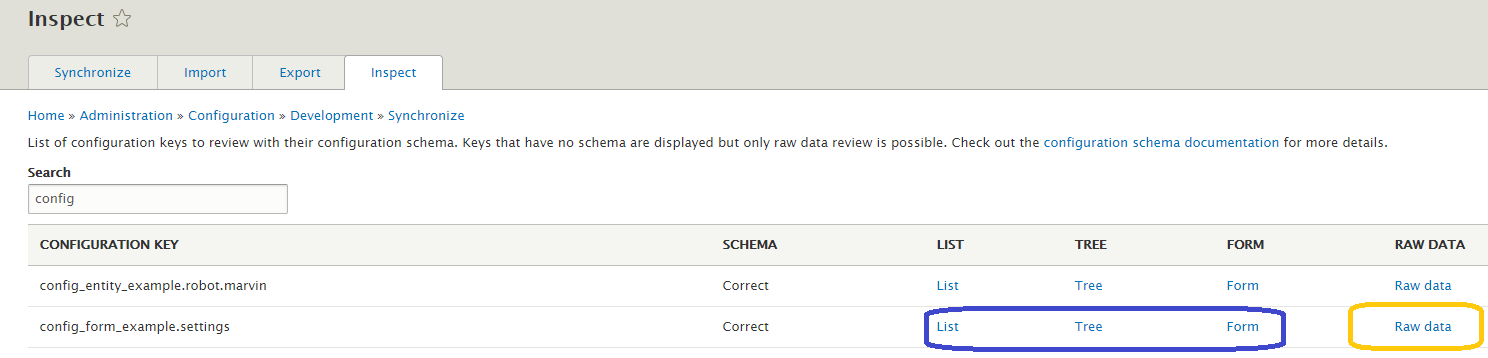 Inspect
Synchronize Import Export Inspect
Home » Administration » Configuration » Development » Synchronize
List of configuration keys to review with their configuration schema. Keys that have no schema are displayed but only raw data review is possible. Check out the configuration schema documentation for more details.
Search
config
CONFIGURATION KEY SCHEMA LIST TREE FORM RAW DATA
config_entity_example.robot.marvin Correct List Tree Form Raw data
config_form_example.settings Correct List Tree Form Raw data